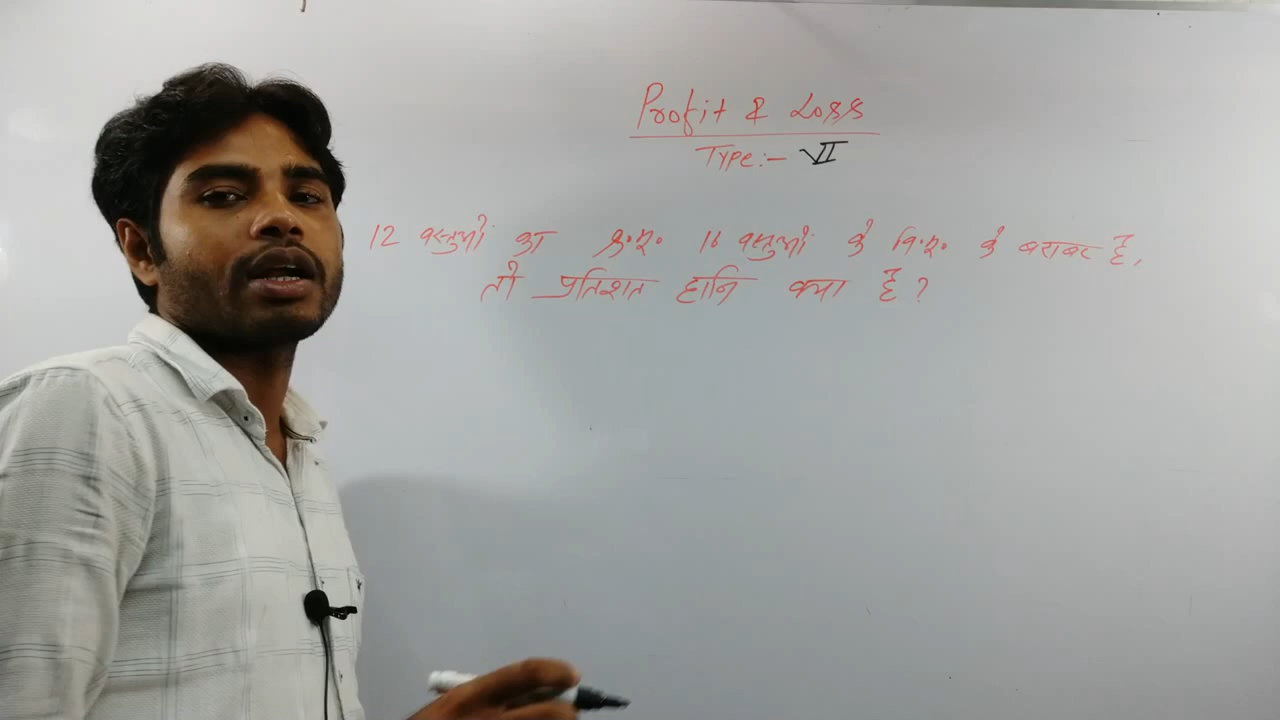 Profit & Loss
Type:- VI
12 वस्तुओं का क्र॰मू॰ 16 वस्तुओं के वि॰मू॰ के बराबर है,
तो प्रतिशत हानि क्या है?